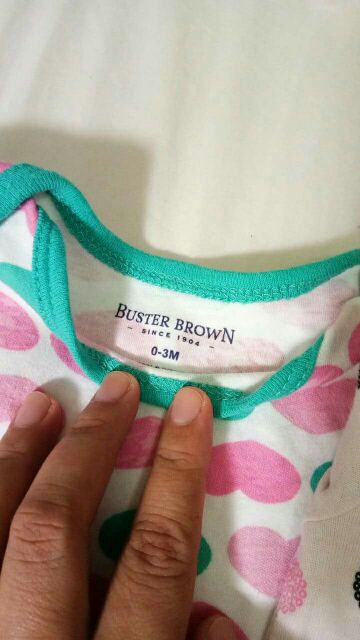 BUSTER BROWN
- SINCE 1904 -
0-3M